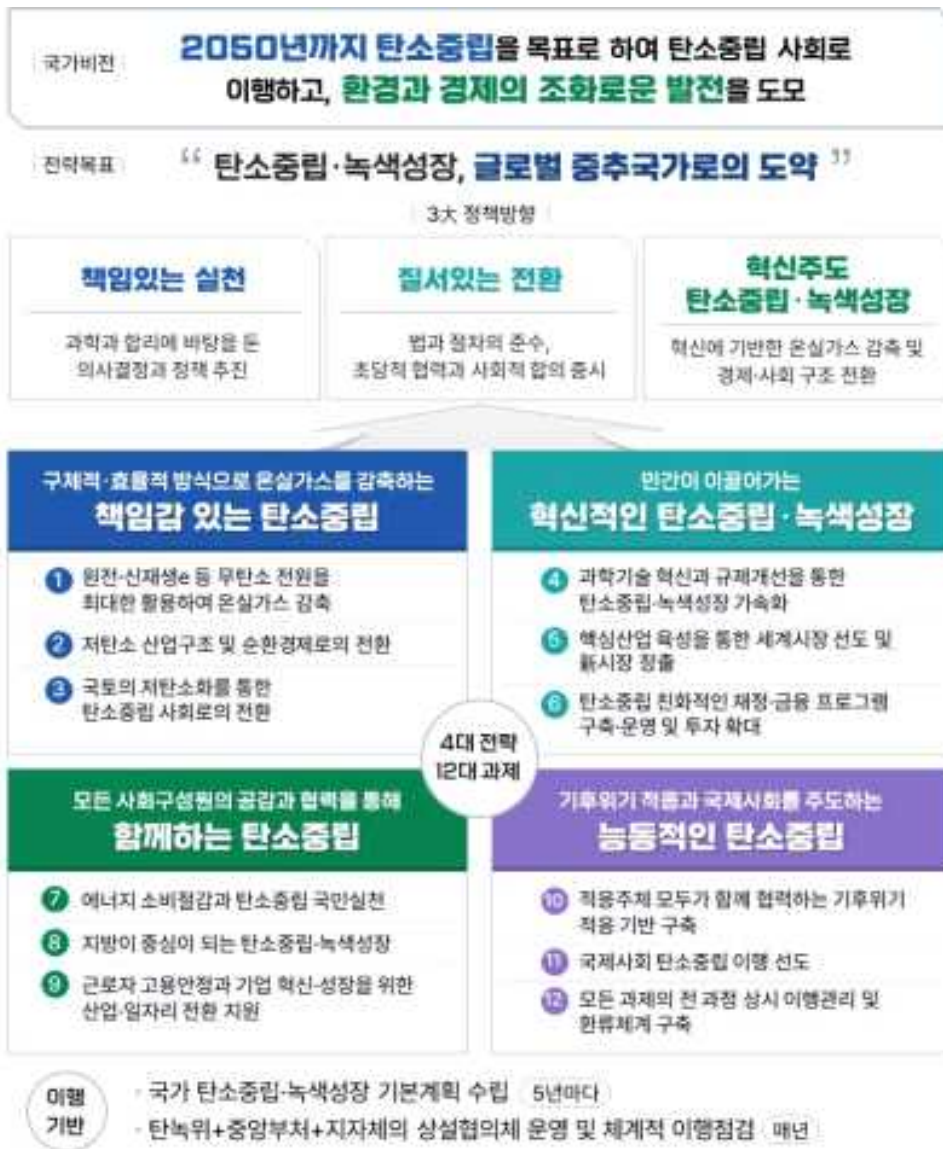 국가비전
2050년까지 탄소중립을 목표로 하여 탄소중립 사회로
이행하고, 환경과 경제의 조화로운 발전을 도모
전략목표
“ 탄소중립·녹색성장, 글로벌 중추국가로의 도약 ”
3大 정책방향
책임있는 실천
과학과 합리에 바탕을 둔
의사결정과 정책 추진
질서있는 전환
법과 절차의 준수,
초당적 협력과 사회적 합의 중시
혁신주도
탄소중립·녹색성장
혁신에 기반한 온실가스 감축 및
경제·사회 구조 전환
구체적·효율적 방식으로 온실가스를 감축하는
책임감 있는 탄소중립
1 원전·신재생e 등 무탄소 전원을
최대한 활용하여 온실가스 감축
2 저탄소 산업구조 및 순환경제로의 전환
3 국토의 저탄소화를 통한
탄소중립 사회로의 전환
민간이 이끌어가는
혁신적인 탄소중립·녹색성장
4 과학기술 혁신과 규제개선을 통한
탄소중립·녹색성장 가속화
5 핵심산업 육성을 통한 세계시장 선도 및
新시장 창출
6 탄소중립 친화적인 재정·금융 프로그램
구축·운영 및 투자 확대
4대 전략
12대 과제
모든 사회구성원의 공감과 협력을 통해
함께하는 탄소중립
7 에너지 소비절감과 탄소중립 국민실천
8 지방이 중심이 되는 탄소중립·녹색성장
9 근로자 고용안정과 기업 혁신·성장을 위한
산업·일자리 전환 지원
기후위기 적응과 국제사회를 주도하는
능동적인 탄소중립
10 적응주체 모두가 함께 협력하는 기후위기
적응 기반 구축
11 국제사회 탄소중립 이행 선도
12 모든 과제의 전 과정 상시 이행관리 및
환류체계 구축
이행
기반
· 국가 탄소중립·녹색성장 기본계획 수립 5년마다
· 탄녹위+중앙부처+지자체의 상설협의체 운영 및 체계적 이행점검 매년